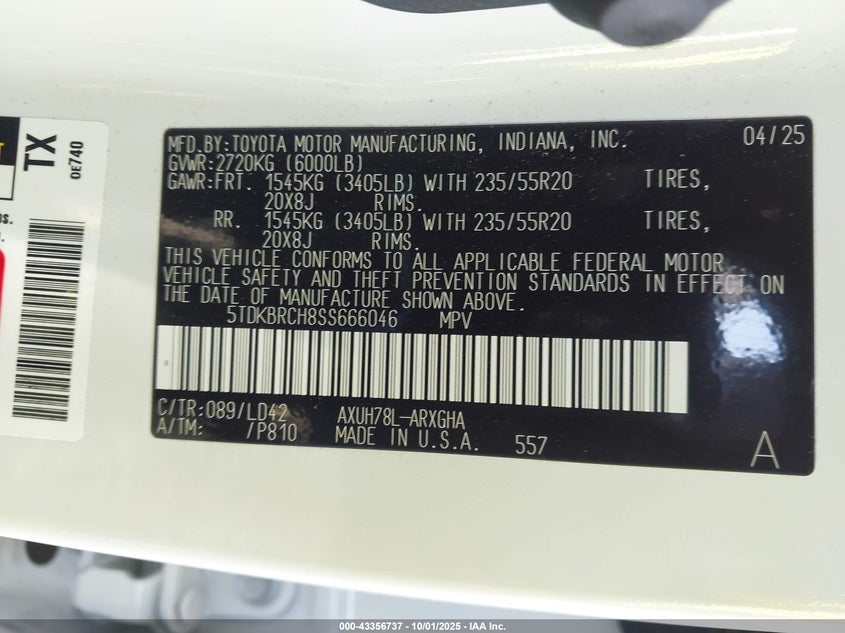 TX
OE740
MFD.BY:TOYOTA MOTOR MANUFACTURING, INDIANA, INC. 04/25
GVWR:2720KG (6000LB)
GAWR:FRT. 1545KG (3405LB) WITH 235/55R20 TIRES,
20X8J RIMS.
RR. 1545KG (3405LB) WITH 235/55R20 TIRES,
20X8J RIMS.
THIS VEHICLE CONFORMS TO ALL APPLICABLE FEDERAL MOTOR
VEHICLE SAFETY AND THEFT PREVENTION STANDARDS IN EFFECT ON
THE DATE OF MANUFACTURE SHOWN ABOVE.
5TDKBRCH8SS666046 MPV
C/TR:089/LD42 AXUH78L-ARXGHA
A/TM: /P810 MADE IN U.S.A. 557
A
000-43356737 - 10/01/2025 - IAA Inc.